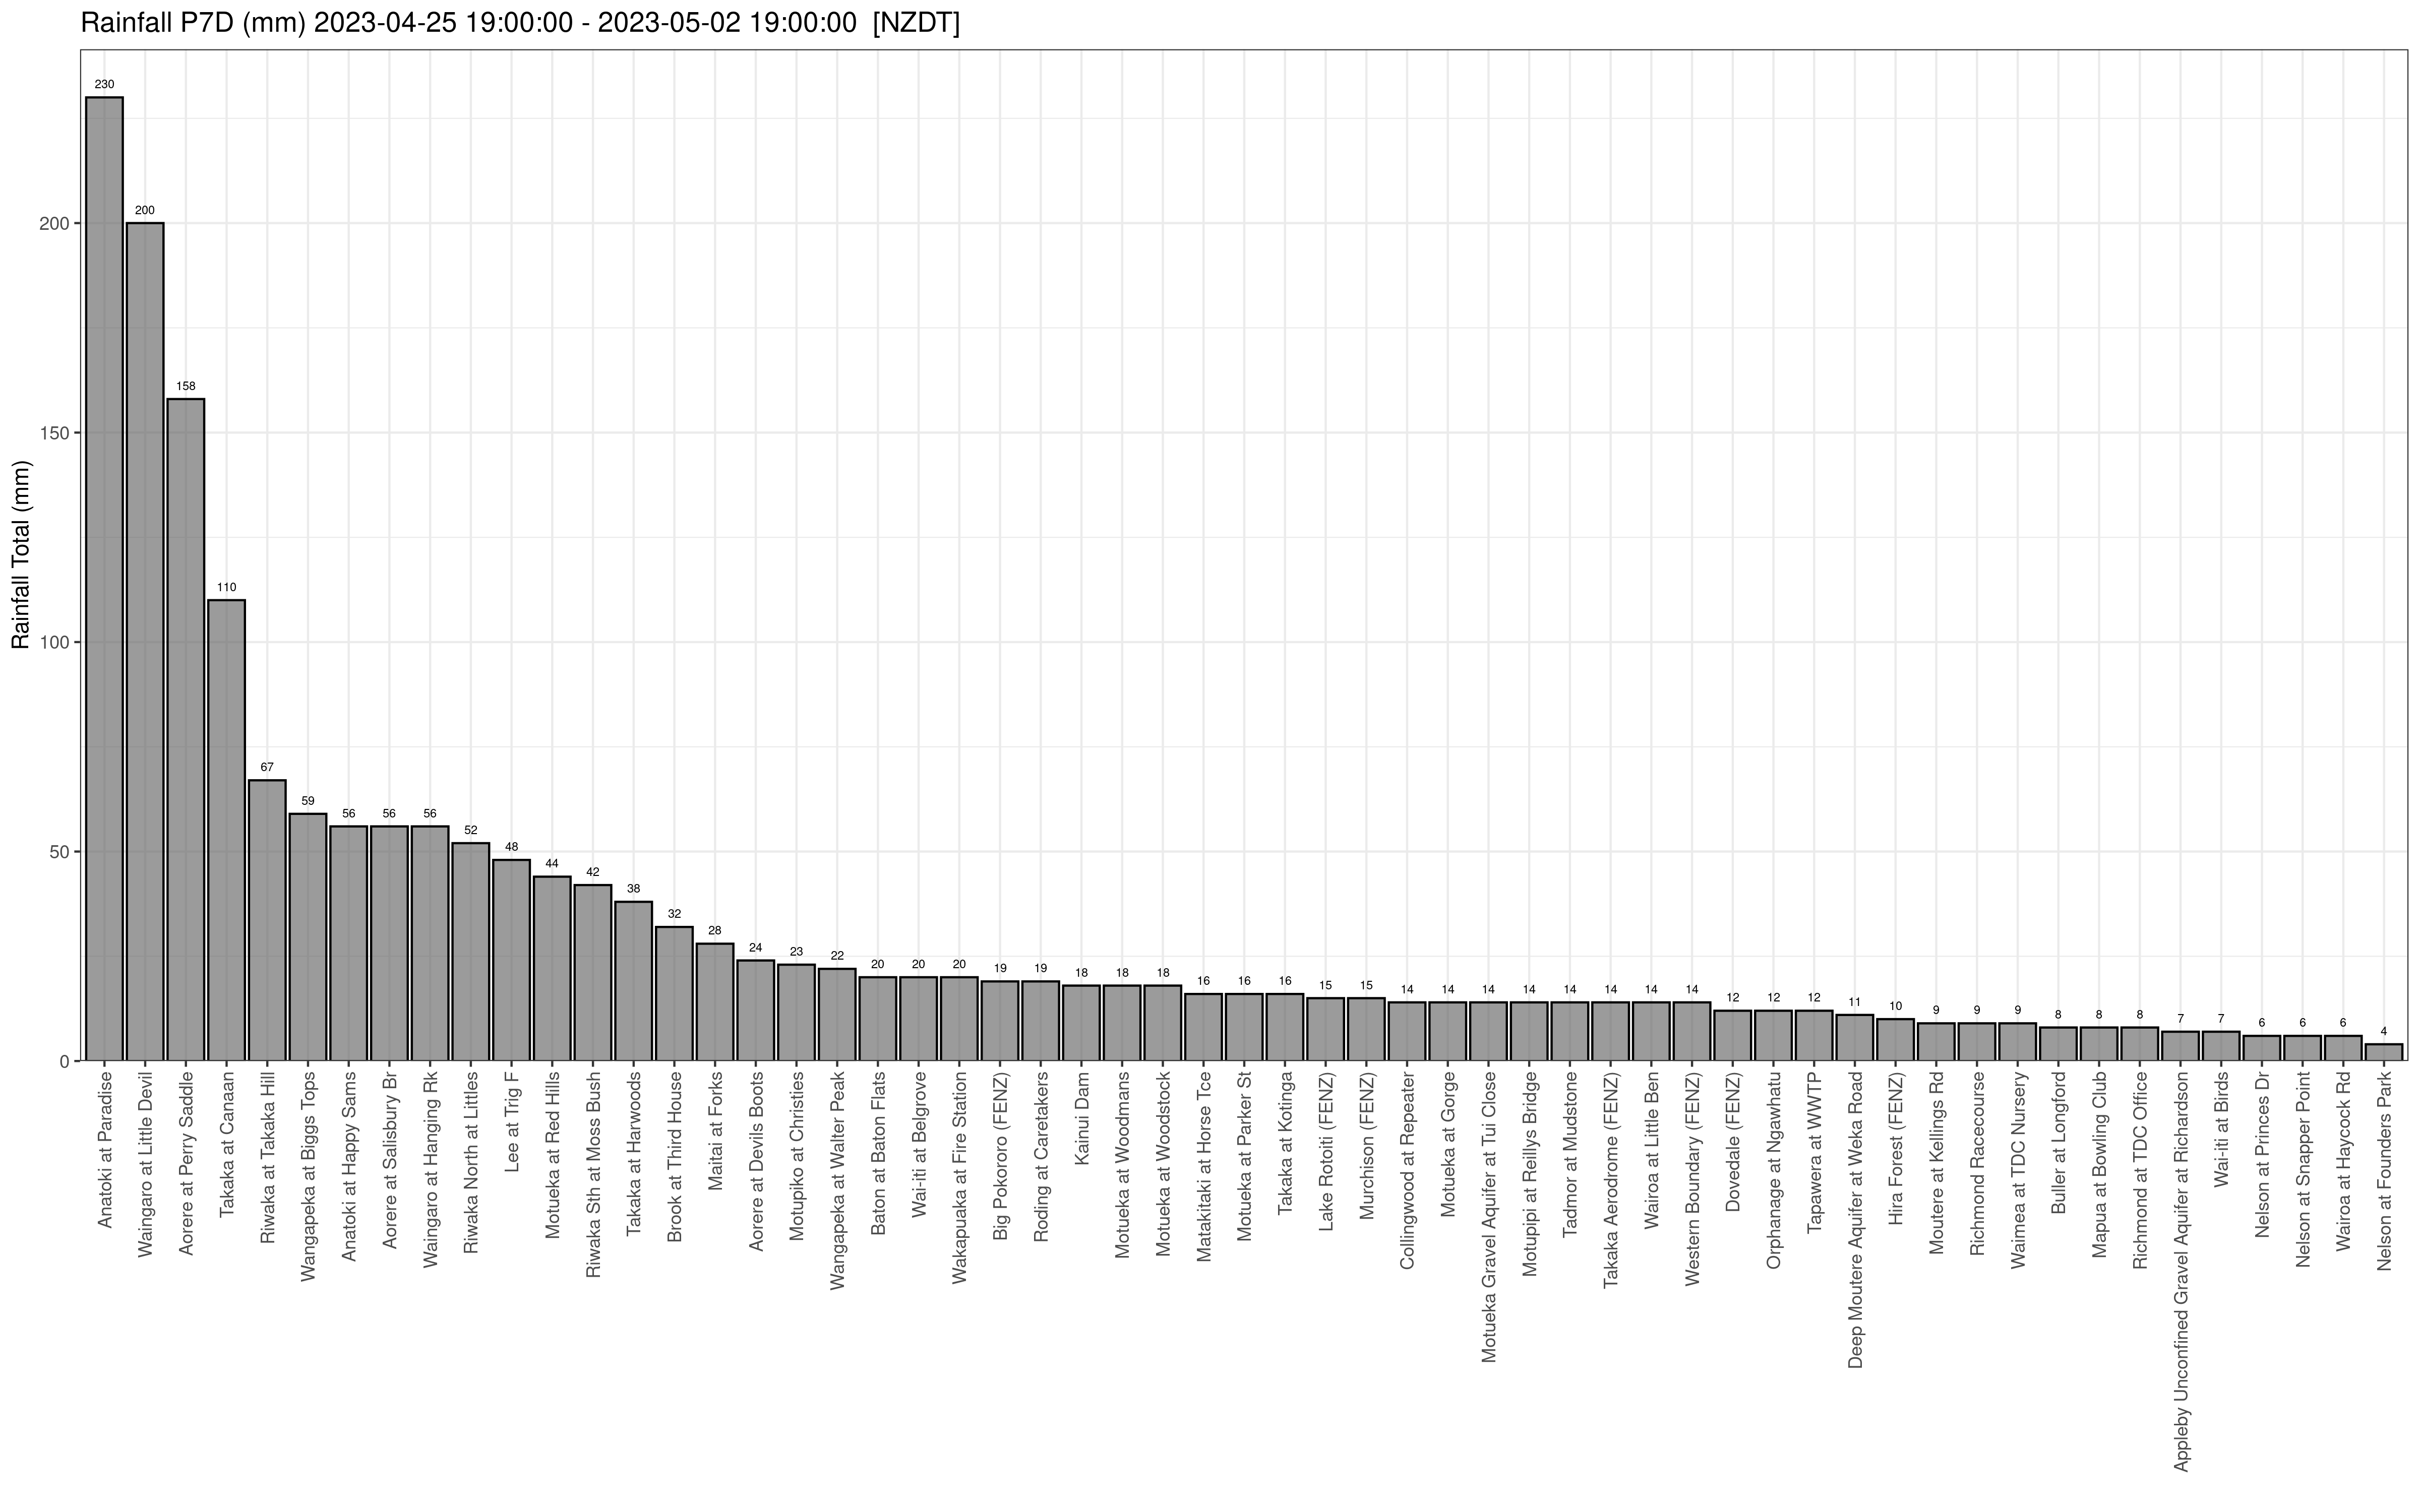 Rainfall P7D (mm) 2023-04-25 19:00:00 - 2023-05-02 19:00:00  [NZDT]
Rainfall Total (mm)
200
150
100
50
0
230
200
158
110
67
59
56
56
56
52
48
44
42
38
32
28
24
23
22
20
20
20
19
19
18
18
18
16
16
16
15
15
14
14
14
14
14
14
14
14
12
12
12
11
10
9
9
9
8
8
8
7
7
6
6
6
4
Anatoki at Paradise
Waingaro at Little Devil
Aorere at Perry Saddle
Takaka at Canaan
Riwaka at Takaka Hill
Wangapeka at Biggs Tops
Anatoki at Happy Sams
Aorere at Salisbury Br
Waingaro at Hanging Rk
Riwaka North at Littles
Lee at Trig F
Motueka at Red Hills
Riwaka Sth at Moss Bush
Takaka at Harwoods
Brook at Third House
Maitai at Forks
Aorere at Devils Boots
Motupiko at Christies
Wangapeka at Walter Peak
Baton at Baton Flats
Wai-iti at Belgrove
Wakapuaka at Fire Station
Big Pokororo (FENZ)
Roding at Caretakers
Kainui Dam
Motueka at Woodmans
Motueka at Woodstock
Matakitaki at Horse Tce
Motueka at Parker St
Takaka at Kotinga
Lake Rotoiti (FENZ)
Murchison (FENZ)
Collingwood at Repeater
Motueka at Gorge
Motueka Gravel Aquifer at Tui Close
Motupipi at Reillys Bridge
Tadmor at Mudstone
Takaka Aerodrome (FENZ)
Wairoa at Little Ben
Western Boundary (FENZ)
Dovedale (FENZ)
Orphanage at Ngawhatu
Tapawera at WWTP
Deep Moutere Aquifer at Weka Road
Hira Forest (FENZ)
Moutere at Kellings Rd
Richmond Racecourse
Waimea at TDC Nursery
Buller at Longford
Mapua at Bowling Club
Richmond at TDC Office
Appleby Unconfined Gravel Aquifer at Richardson
Wai-iti at Birds
Nelson at Princes Dr
Nelson at Snapper Point
Wairoa at Haycock Rd
Nelson at Founders Park